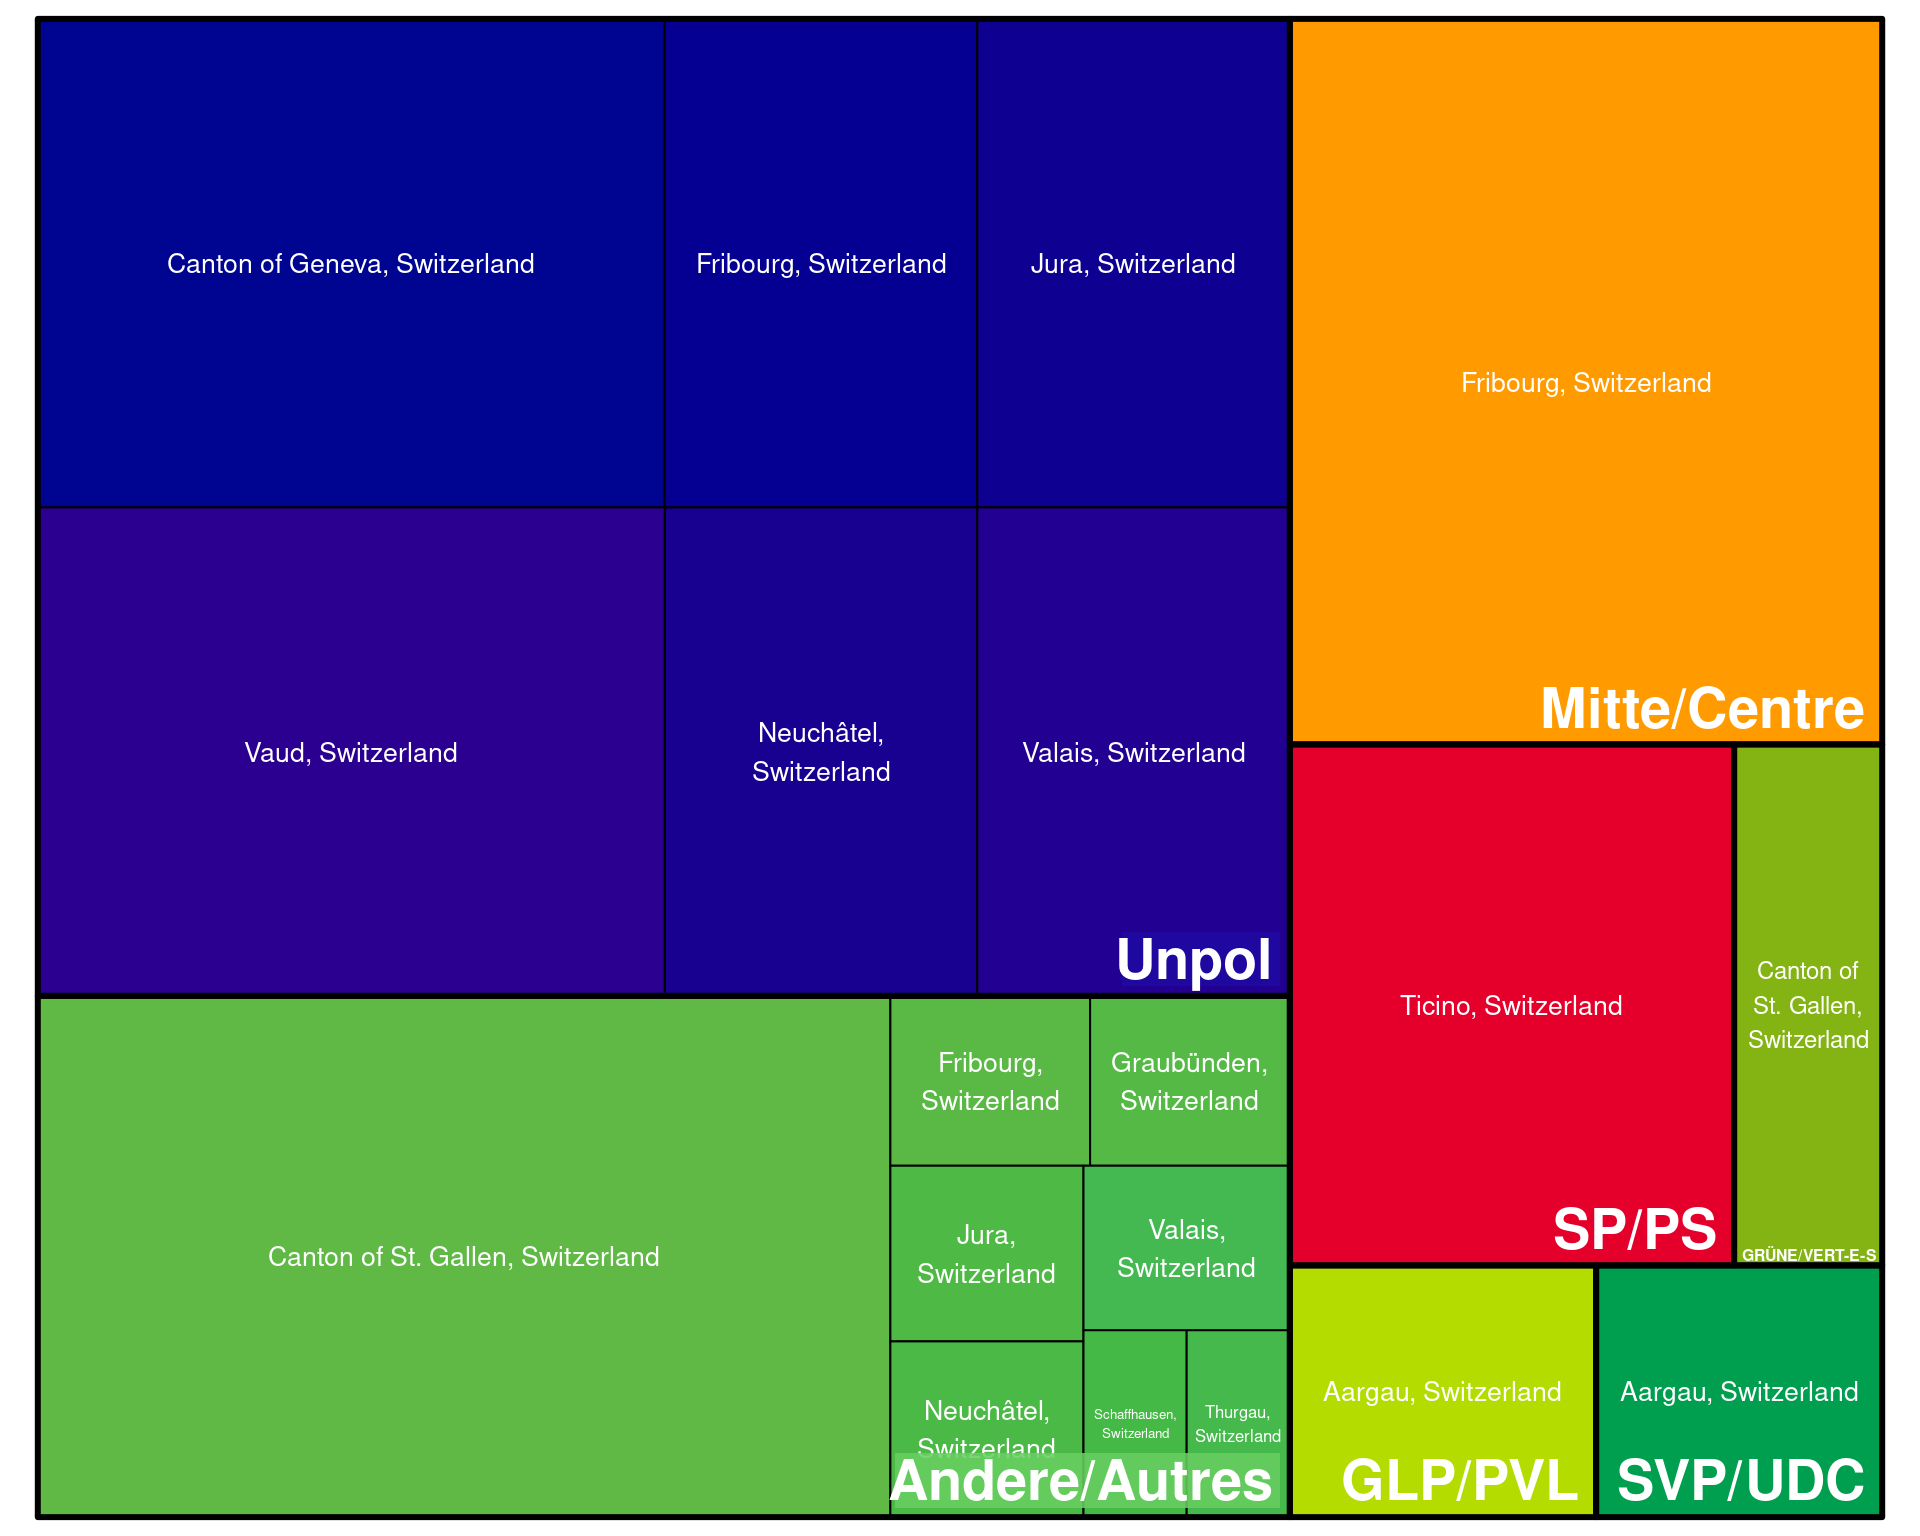 Canton of Geneva, Switzerland
Fribourg, Switzerland
Jura, Switzerland
Vaud, Switzerland
Neuchâtel,
Switzerland
Valais, Switzerland
Unpol
Canton of St. Gallen, Switzerland
Fribourg,
Switzerland
Graubünden,
Switzerland
Jura,
Switzerland
Valais,
Switzerland
Neuchâtel,
Switzerland
Schaffhausen,
Switzerland
Thurgau,
Switzerland
Andere/Autres
Fribourg, Switzerland
Mitte/Centre
Ticino, Switzerland
SP/PS
Canton of
St. Gallen,
Switzerland
GRÜNE/VERT-E-S
Aargau, Switzerland
GLP/PVL
Aargau, Switzerland
SVP/UDC